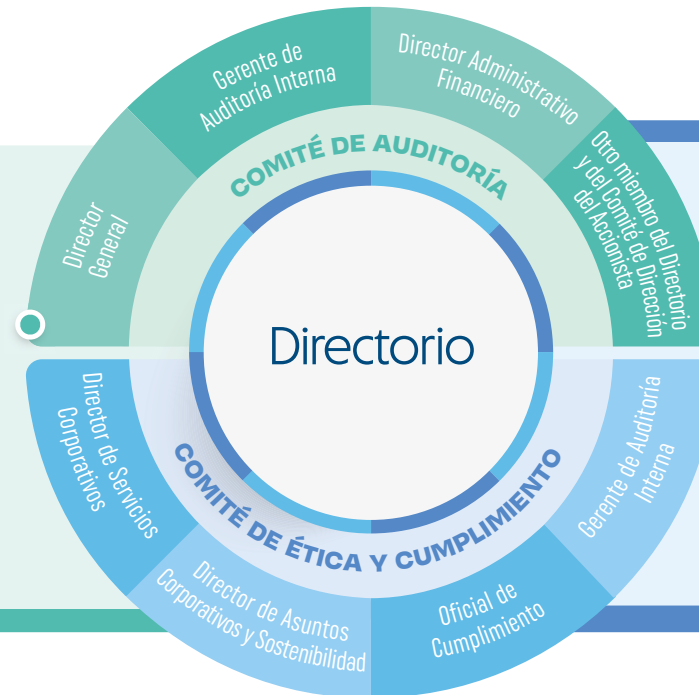 Gerente de
Auditoría Interna
Director Administrativo
Financiero
Director
General
Otro miembro del Directorio
y del Comité de Dirección
del Accionista
COMITÉ DE AUDITORÍA
Directorio
COMITÉ DE ÉTICA Y CUMPLIMIENTO
Director de Servicios
Corporativos
Director de Asuntos
Corporativos y Sostenibilidad
Oficial de
Cumplimiento
Gerente de Auditoría
Interna